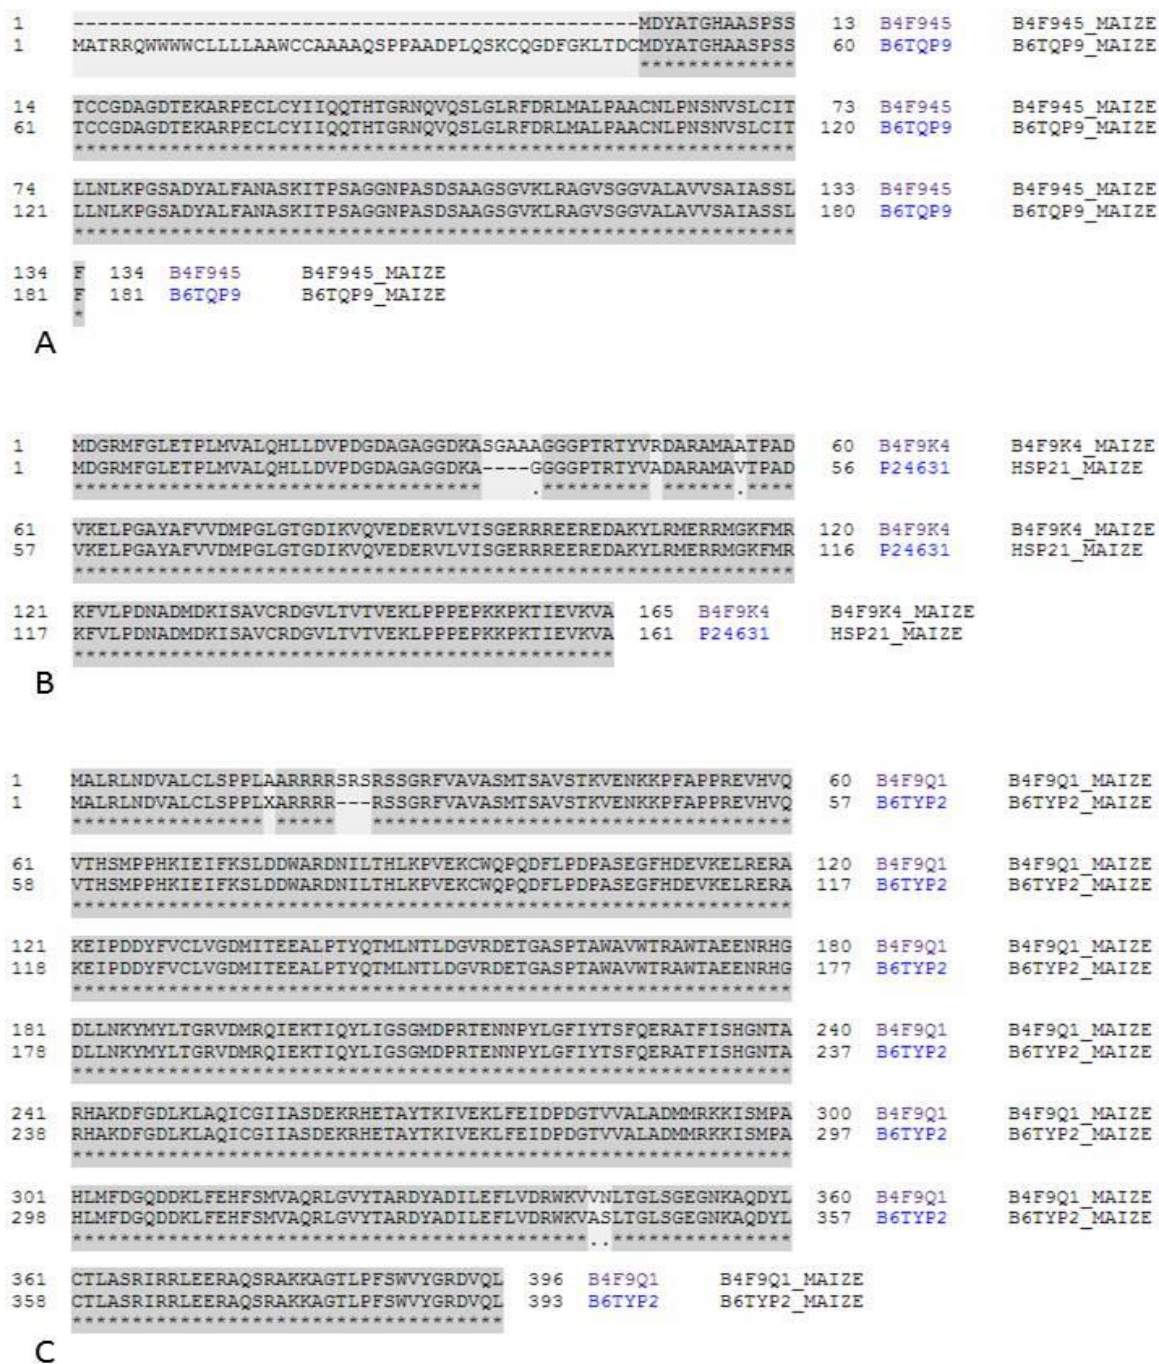 1 -----------------------------------------------MDYATGHAASPSS 13 B4F945 B4F945_MAIZE
1 MATRRQWWWWCLLLLAAWCCAAAAQSPPAADPLQSKCQGDFGKLTDCMDYATGHAASPSS 60 B6TQP9 B6TQP9_MAIZE
*************
14 TCCGDAGDTEKARPECLCYIIQQTHTGRNQVQSLGLRFDRLMALPAACNLPNSNVSLCIT 73 B4F945 B4F945_MAIZE
61 TCCGDAGDTEKARPECLCYIIQQTHTGRNQVQSLGLRFDRLMALPAACNLPNSNVSLCIT 120 B6TQP9 B6TQP9_MAIZE
************************************************************
74 LLNLKPGSADYALFANASKITPSAGGNPASDSAAGSGVKLRAGVSGGVALAVVSAIASSL 133 B4F945 B4F945_MAIZE
121 LLNLKPGSADYALFANASKITPSAGGNPASDSAAGSGVKLRAGVSGGVALAVVSAIASSL 180 B6TQP9 B6TQP9_MAIZE
************************************************************
134 F 134 B4F945 B4F945_MAIZE
181 F 181 B6TQP9 B6TQP9_MAIZE
*
A
1 MDGRMFGLETPLMVALQHLLDVPDGDAGAGGDKASGAAAGGGPTRTYVRDARAMAATPAD 60 B4F9K4 B4F9K4_MAIZE
1 MDGRMFGLETPLMVALQHLLDVPDGDAGAGGDKA----GGGGPTRTYVADARAMAVTPAD 56 P24631 HSP21_MAIZE
**********************************    .********* ******.****
61 VKELPGAYAFVVDMPGLGTGDIKVQVEDERVLVISGERRREEREDAKYLRMERRMGKFMR 120 B4F9K4 B4F9K4_MAIZE
57 VKELPGAYAFVVDMPGLGTGDIKVQVEDERVLVISGERRREEREDAKYLRMERRMGKFMR 116 P24631 HSP21_MAIZE
************************************************************
121 KFVLPDNADMDKISAVCRDGVLTVTVEKLPPPEPKKPKTIEVKVA 165 B4F9K4 B4F9K4_MAIZE
117 KFVLPDNADMDKISAVCRDGVLTVTVEKLPPPEPKKPKTIEVKVA 161 P24631 HSP21_MAIZE
*********************************************
B
1 MALRLNDVALCLSPPLAARRRRSRSRSSGRFVAVASMTSAVSTKVENKKPFAPPREVHVQ 60 B4F9Q1 B4F9Q1_MAIZE
1 MALRLNDVALCLSPPLXARRRR---RSSGRFVAVASMTSAVSTKVENKKPFAPPREVHVQ 57 B6TYP2 B6TYP2_MAIZE
**************** *****   ***********************************
61 VTHSMPPHKIEIFKSLDDWARDNILTHLKPVEKCWQPQDFLPDPASEGFHDEVKELRERA 120 B4F9Q1 B4F9Q1_MAIZE
58 VTHSMPPHKIEIFKSLDDWARDNILTHLKPVEKCWQPQDFLPDPASEGFHDEVKELRERA 117 B6TYP2 B6TYP2_MAIZE
************************************************************
121 KEIPDDYFVCLVGDMITEEALPTYQTMLNTLDGVRDETGASPTAWAVWTRAWTAEENRHG 180 B4F9Q1 B4F9Q1_MAIZE
118 KEIPDDYFVCLVGDMITEEALPTYQTMLNTLDGVRDETGASPTAWAVWTRAWTAEENRHG 177 B6TYP2 B6TYP2_MAIZE
************************************************************
181 DLLNKYMYLTGRVDMRQIEKTIQYLIGSGMDPRTENNPYLGFIYTSFQERATFISHGNTA 240 B4F9Q1 B4F9Q1_MAIZE
178 DLLNKYMYLTGRVDMRQIEKTIQYLIGSGMDPRTENNPYLGFIYTSFQERATFISHGNTA 237 B6TYP2 B6TYP2_MAIZE
************************************************************
241 RHAKDFGDLKLAQICGIIASDEKRHETAYTKIVEKLFEIDPDGTVVALADMMRKKISMPA 300 B4F9Q1 B4F9Q1_MAIZE
238 RHAKDFGDLKLAQICGIIASDEKRHETAYTKIVEKLFEIDPDGTVVALADMMRKKISMPA 297 B6TYP2 B6TYP2_MAIZE
************************************************************
301 HLMFDGQDDKLFEHFSMVAQRLGVYTARDYADILEFLVDRWKVVNLTGLSGEGNKAQDYL 360 B4F9Q1 B4F9Q1_MAIZE
298 HLMFDGQDDKLFEHFSMVAQRLGVYTARDYADILEFLVDRWKVASLTGLSGEGNKAQDYL 357 B6TYP2 B6TYP2_MAIZE
*******************************************..***************
361 CTLASRIRRLEERAQSRAKKAGTLPFSWVYGRDVQL 396 B4F9Q1 B4F9Q1_MAIZE
358 CTLASRIRRLEERAQSRAKKAGTLPFSWVYGRDVQL 393 B6TYP2 B6TYP2_MAIZE
************************************
C